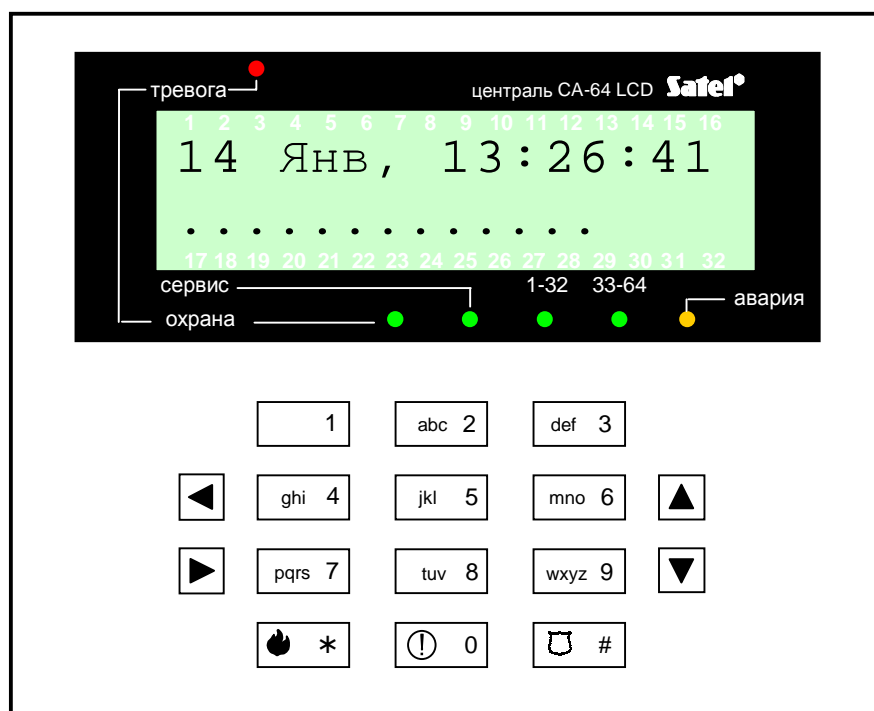 тревога
централь CA-64 LCD Satel
1 2 3 4 5 6 7 8 9 10 11 12 13 14 15 16
14 Янв, 13:26:41
. . . . . . . . . . . . .
17 18 19 20 21 22 23 24 25 26 27 28 29 30 31 32
сервис 1-32 33-64
авария
охрана
1 abc 2 def 3
ghi 4 jkl 5 mno 6
pqrs 7 tuv 8 wxyz 9
* 0 #